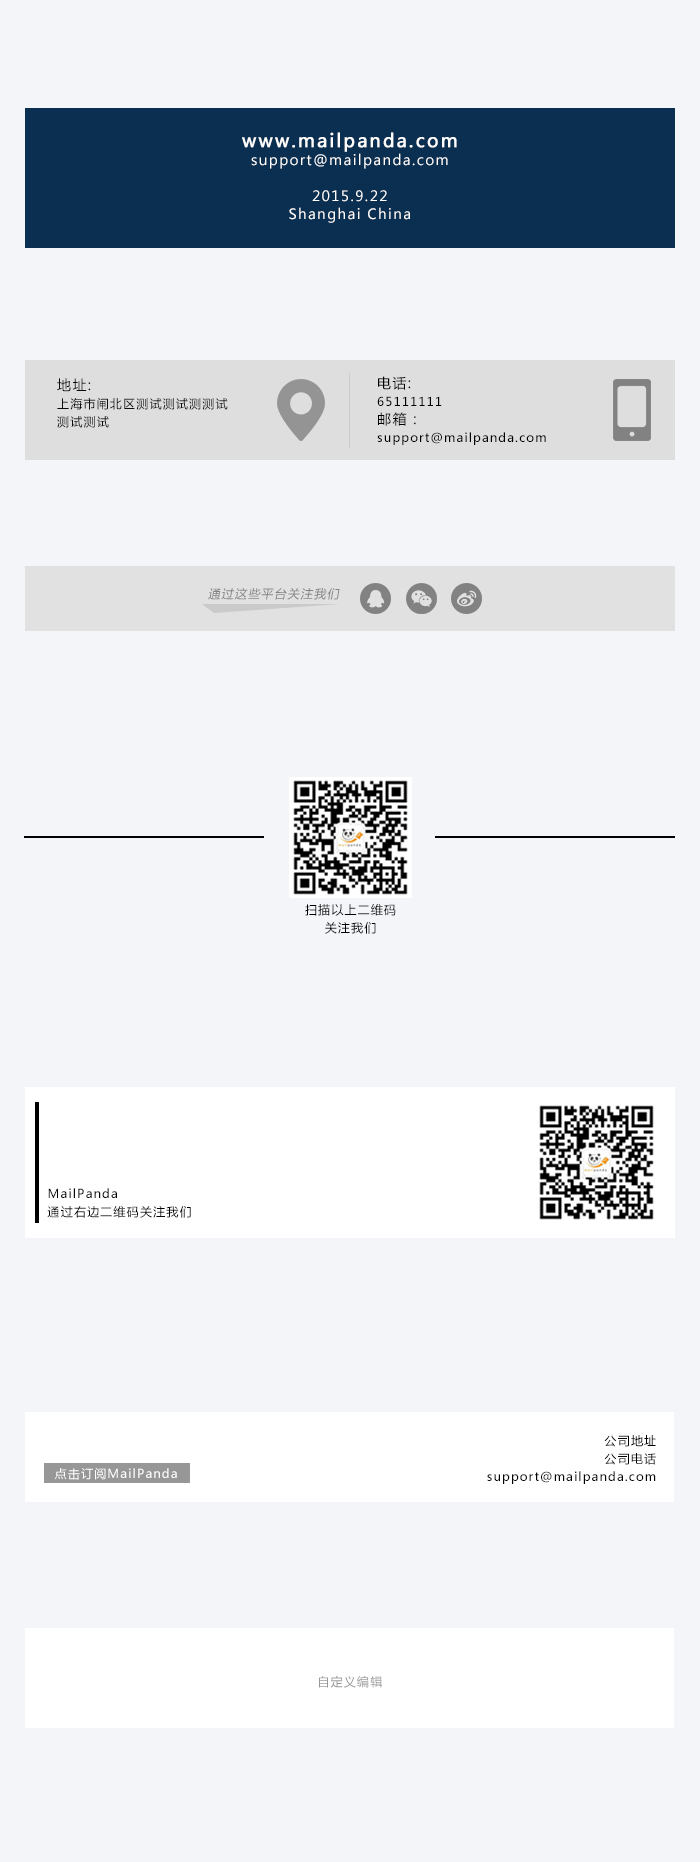 www.mailpanda.com
support@mailpanda.com
2015.9.22
Shanghai China
地址:
上海市闸北区测试测试测测试
测试测试
电话:
65111111
邮箱：
support@mailpanda.com
通过这些平台关注我们
扫描以上二维码
关注我们
MailPanda
通过右边二维码关注我们
点击订阅MailPanda
公司地址
公司电话
support@mailpanda.com
自定义编辑